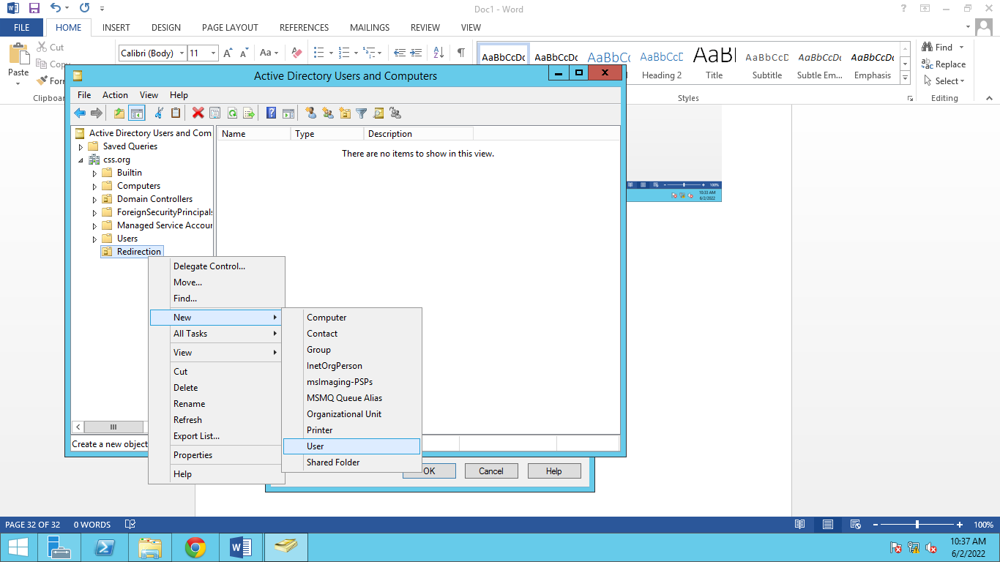 Doc1 - Word
?
FILE
HOME
INSERT
DESIGN
PAGE LAYOUT
REFERENCES
MAILINGS
REVIEW
VIEW
Cut
Copy
Form
Paste
Clipboard
Calibri (Body)
11
A A
Aa
AaBbCcDc
AaBbCcDc
AaBbCc
AaBbCcD
AaB
AaBbCcD
AaBbCcDc
AaBbCcDc
Heading 2
Title
Subtitle
Subtle Em...
Emphasis
Styles
Find
Replace
Select
Editing
Active Directory Users and Computers
File
Action
View
Help
Active Directory Users and Com
Saved Queries
css.org
Builtin
Computers
Domain Controllers
ForeignSecurityPrincipals
Managed Service Accour
Users
Redirection
Name
Type
Description
There are no items to show in this view.
100%
10:33 AM
6/2/2022
Delegate Control...
Move...
Find...
New
All Tasks
View
Cut
Delete
Rename
Refresh
Export List...
Properties
Help
Computer
Contact
Group
InetOrgPerson
msImaging-PSPs
MSMQ Queue Alias
Organizational Unit
Printer
User
Shared Folder
Create a new object
OK
Cancel
Help
PAGE 32 OF 32
0 WORDS
100%
10:37 AM
6/2/2022